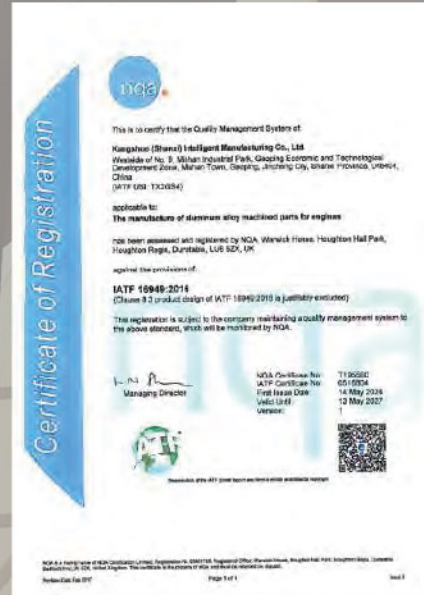 Certificate of Registration
nqa.
This is to certify that the Quality Management System of:
Kangshuo (Shanxi) Intelligent Manufacturing Co., Ltd
Westside of No. 9, Mishan Industrial Park, Gaoping Economic and Technological
Development Zone, Mishan Town, Gaoping, Jincheng City, Shanxi Province,
China
applicable to:
The manufacture of aluminum alloy machined parts for engines
has been assessed and registered by NQA, Warwick House, Houghton Hall Park,
Houghton Regis, Dunstable, LU5 5ZX, UK
against the provisions of:
IATF 16949:2016
(Clause 8.3 product design of IATF 16949:2016 is justifiably excluded)
This registration is subject to the company maintaining a quality management system to
the above standard, which will be monitored by NQA.
Managing Director
NQA Certificate No:
IATF Certificate No:
First Issue Date: 14 May 2024
Valid Until: 13 May 2027
Version: 1
IATF
Page 1 of 1